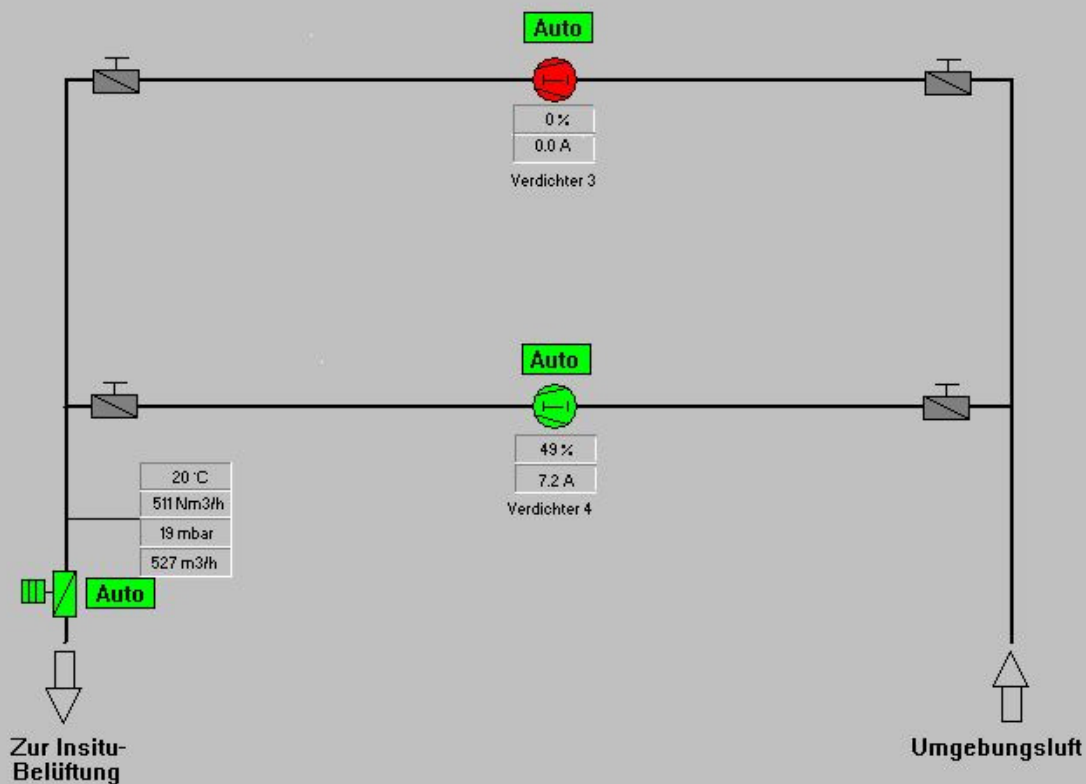 Auto
0 %
0.0 A
Verdichter 3
Auto
49 %
7.2 A
Verdichter 4
20 °C
511 Nm3/h
19 mbar
527 m3/h
Auto
Zur Insitu-
Belüftung
Umgebungsluft